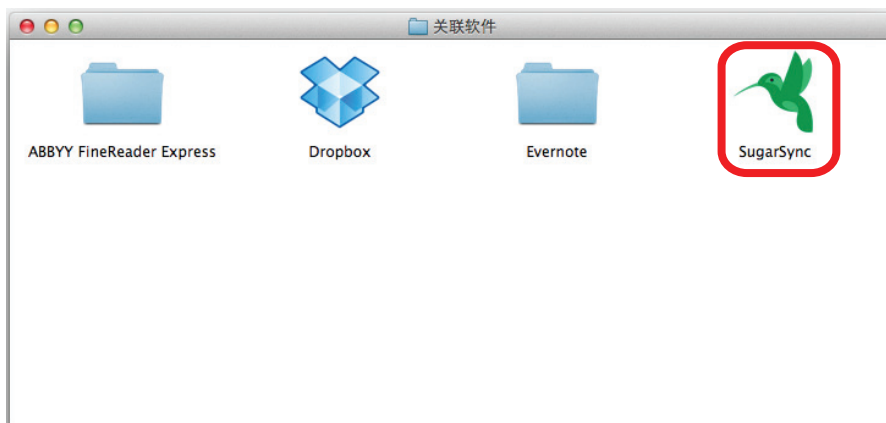 关联软件
ABBYY FineReader Express
Dropbox
Evernote
SugarSync